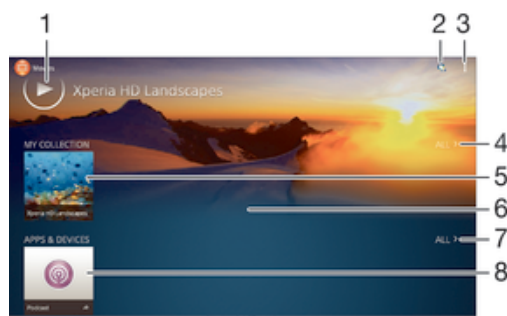 1
2
3
Movies
Xperia HD Landscapes
MY COLLECTION
ALL >
4
5
Xperia HD Landscapes
6
APPS & DEVICES
ALL >
7
8
Podcast